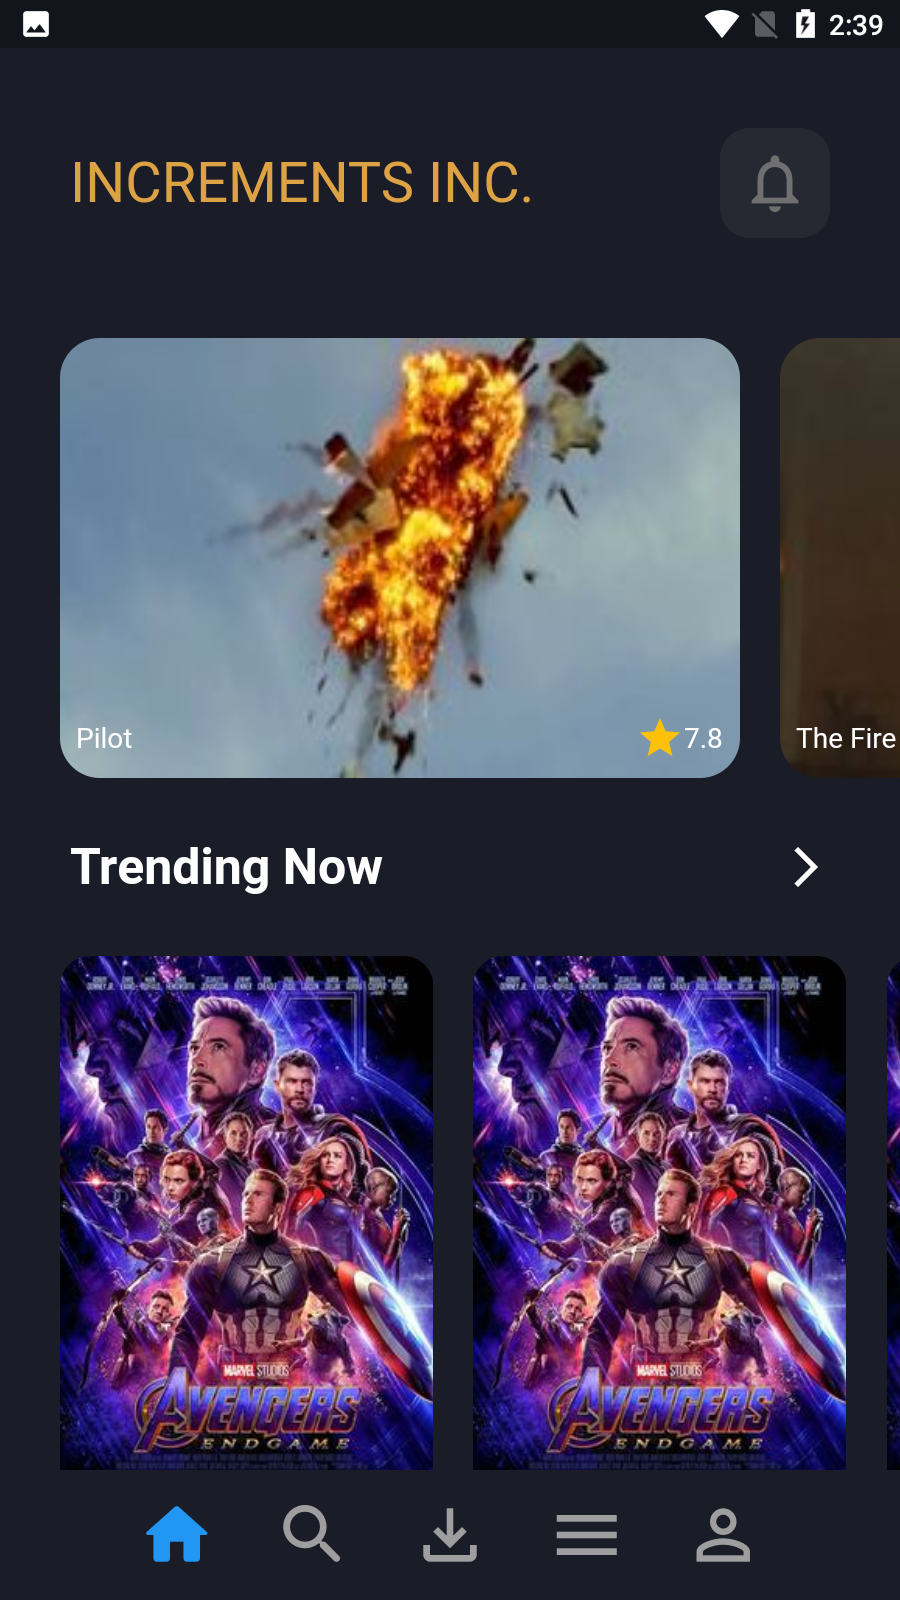 2:39
INCREMENTS INC.
Pilot
7.8
The Fire
Trending Now
MARVEL STUDIOS
AVENGERS
ENDGAME
MARVEL STUDIOS
AVENGERS
ENDGAME